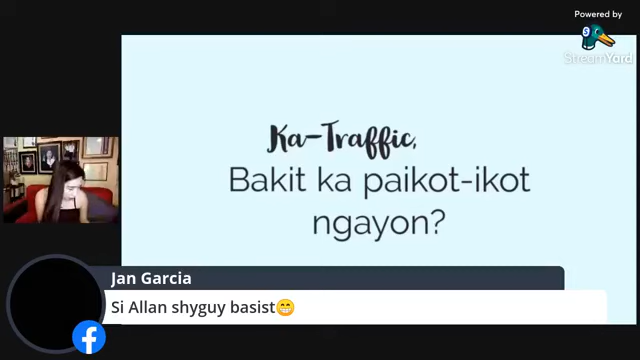 Powered by
StreamYard
Ka-Traffic,
Bakit ka paikot-ikot
ngayon?
Jan Garcia
Si Allan shyguy basist😁